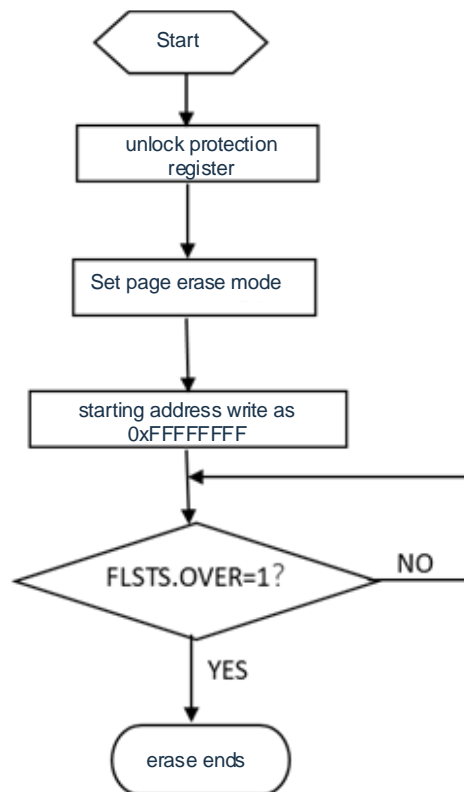 Start
unlock protection
register
Set page erase mode
starting address write as
0xFFFFFFFF
FLSTS.OVER=1?
NO
YES
erase ends